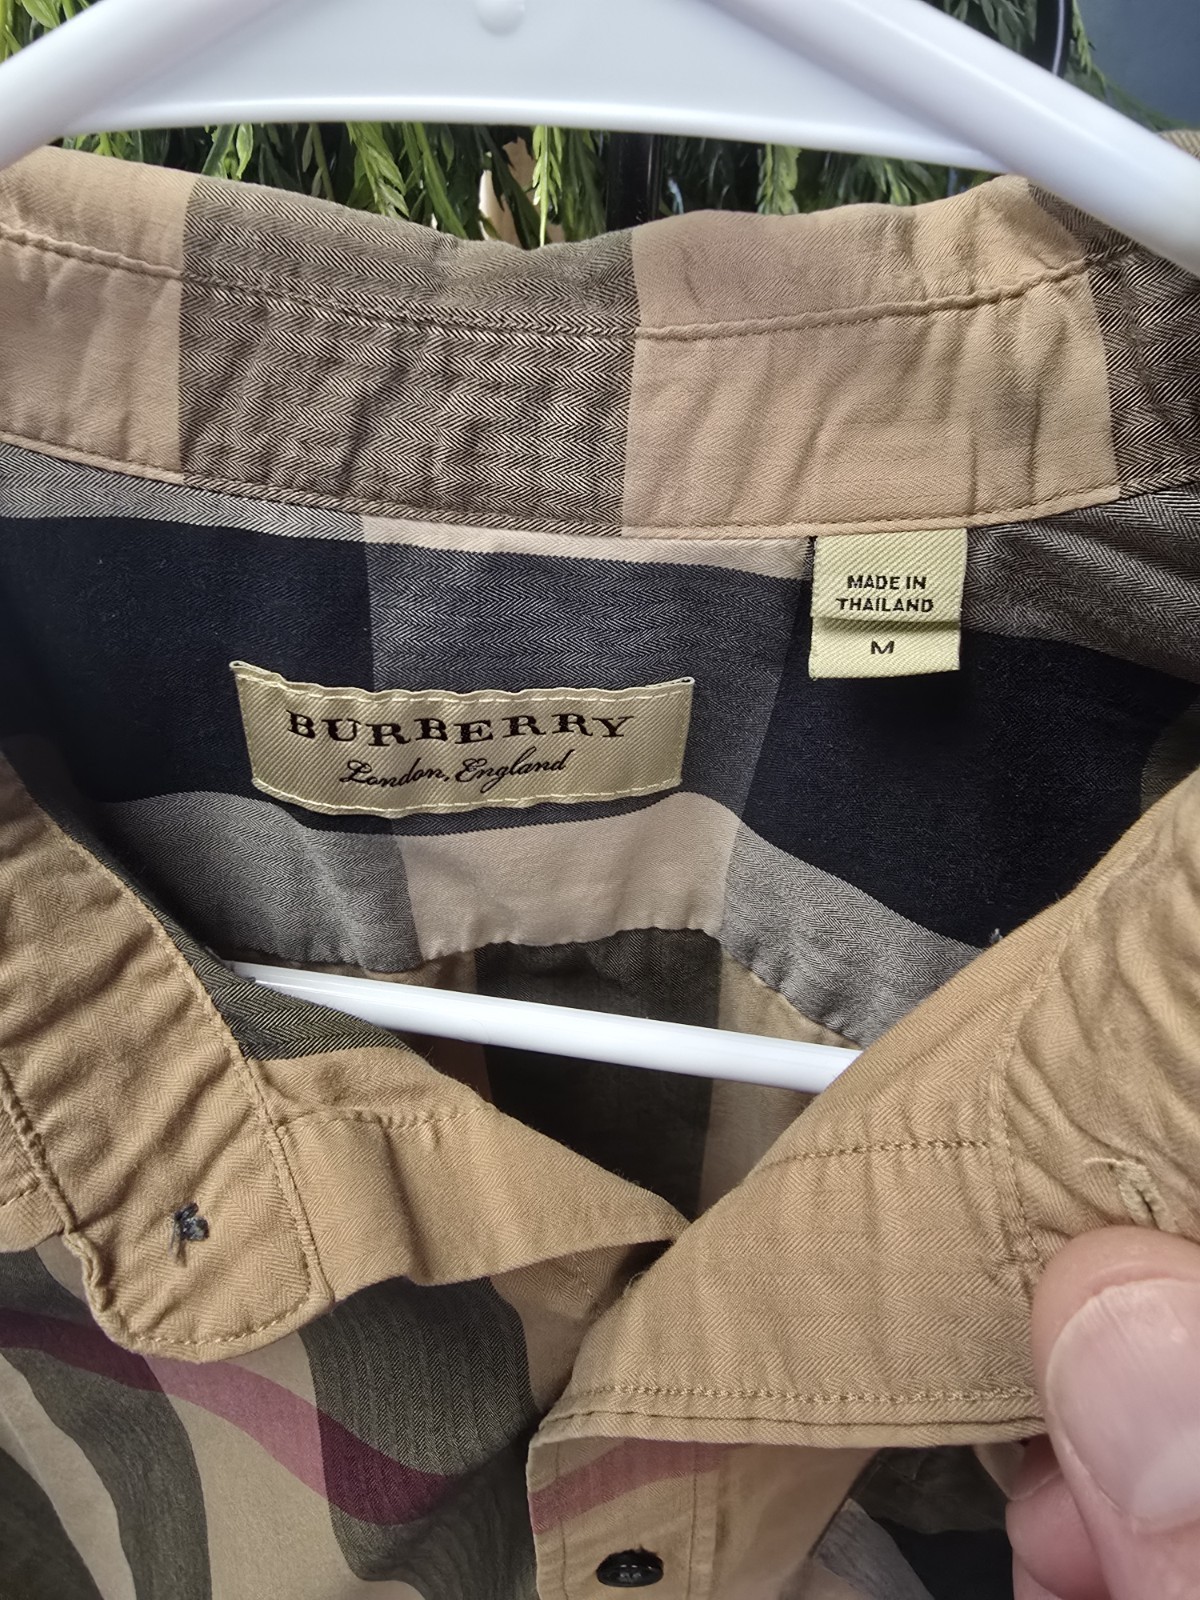 BURBERRY
London, England
MADE IN
THAILAND
M